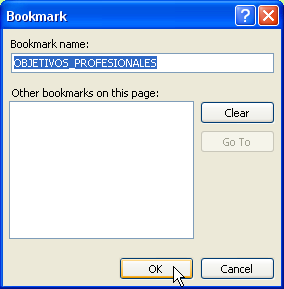 Bookmark
Bookmark name:
OBJETIVOS_PROFESIONALES
Other bookmarks on this page:
Clear
Go To
OK
Cancel